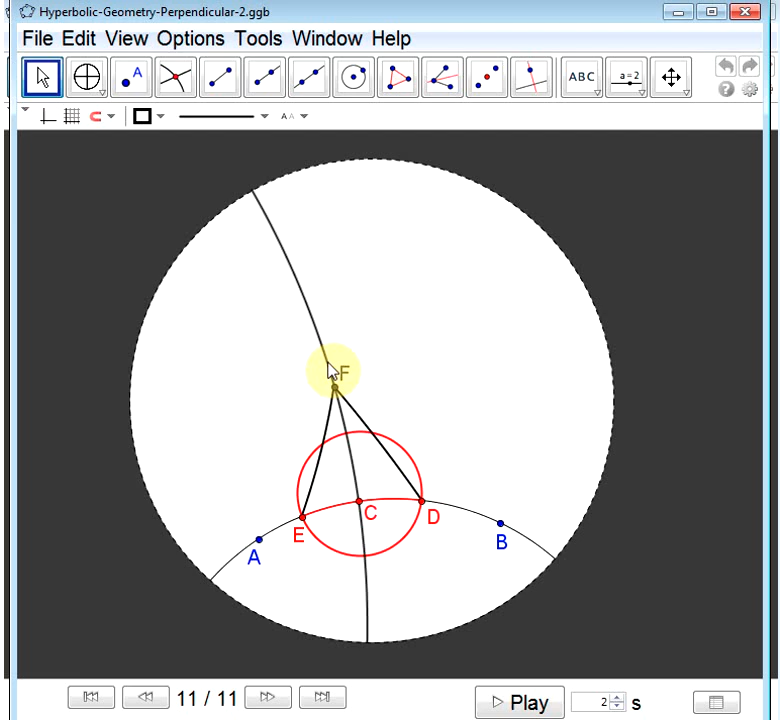 Hyperbolic-Geometry-Perpendicular-2.ggb
File Edit View Options Tools Window Help
A
ABC
a=2
?
A A
F
C
D
E
A
B
11 / 11
Play
2 s